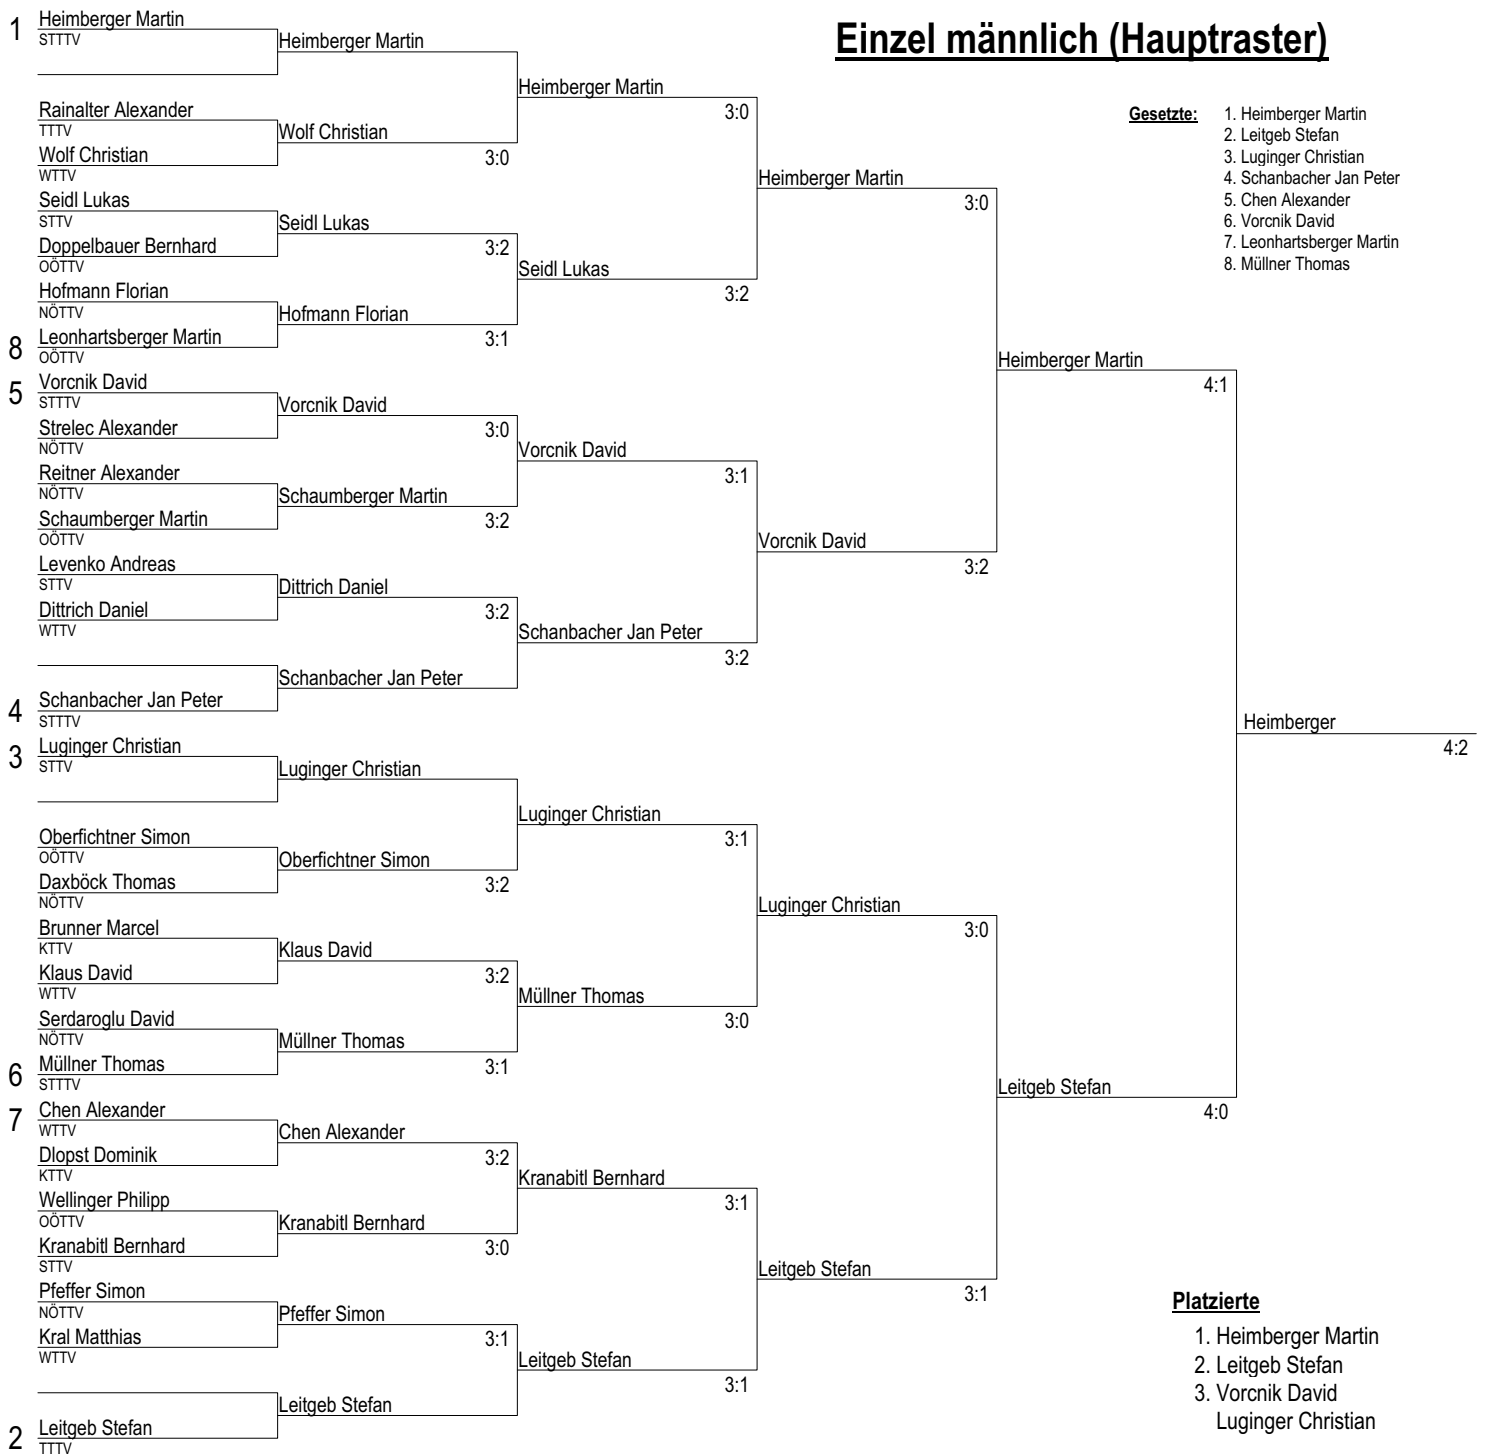 Einzel männlich (Hauptraster)
Gesetzte:
1. Heimberger Martin
2. Leitgeb Stefan
3. Luginger Christian
4. Schanbacher Jan Peter
5. Chen Alexander
6. Vorcnik David
7. Leonhartsberger Martin
8. Müllner Thomas
1
Heimberger Martin
STTTV
Rainalter Alexander
TTTV
Wolf Christian
WTTV
Seidl Lukas
STTV
Doppelbauer Bernhard
OÖTTV
Hofmann Florian
NÖTTV
8
Leonhartsberger Martin
OÖTTV
5
Vorcnik David
STTTV
Strelec Alexander
NÖTTV
Reitner Alexander
NÖTTV
Schaumberger Martin
OÖTTV
Levenko Andreas
STTV
Dittrich Daniel
WTTV
4
Schanbacher Jan Peter
STTTV
3
Luginger Christian
STTV
Oberfichtner Simon
OÖTTV
Daxböck Thomas
NÖTTV
Brunner Marcel
KTTV
Klaus David
WTTV
Serdaroglu David
NÖTTV
6
Müllner Thomas
STTTV
7
Chen Alexander
WTTV
Dlopst Dominik
KTTV
Wellinger Philipp
OÖTTV
Kranabitl Bernhard
STTV
Pfeffer Simon
NÖTTV
Kral Matthias
WTTV
2
Leitgeb Stefan
TTTV
Heimberger Martin
Wolf Christian
3:0
Seidl Lukas
3:2
Hofmann Florian
3:1
Vorcnik David
3:0
Schaumberger Martin
3:2
Dittrich Daniel
3:2
Schanbacher Jan Peter
Luginger Christian
Oberfichtner Simon
3:2
Klaus David
3:2
Müllner Thomas
3:1
Chen Alexander
3:2
Kranabitl Bernhard
3:0
Pfeffer Simon
3:1
Leitgeb Stefan
Heimberger Martin
3:0
Seidl Lukas
3:2
Vorcnik David
3:1
Schanbacher Jan Peter
3:2
Luginger Christian
3:1
Müllner Thomas
3:0
Kranabitl Bernhard
3:1
Leitgeb Stefan
3:1
Heimberger Martin
3:0
Vorcnik David
3:2
Luginger Christian
3:0
Leitgeb Stefan
3:1
Heimberger Martin
4:1
Leitgeb Stefan
4:0
Heimberger
4:2
Platzierte
1. Heimberger Martin
2. Leitgeb Stefan
3. Vorcnik David
Luginger Christian